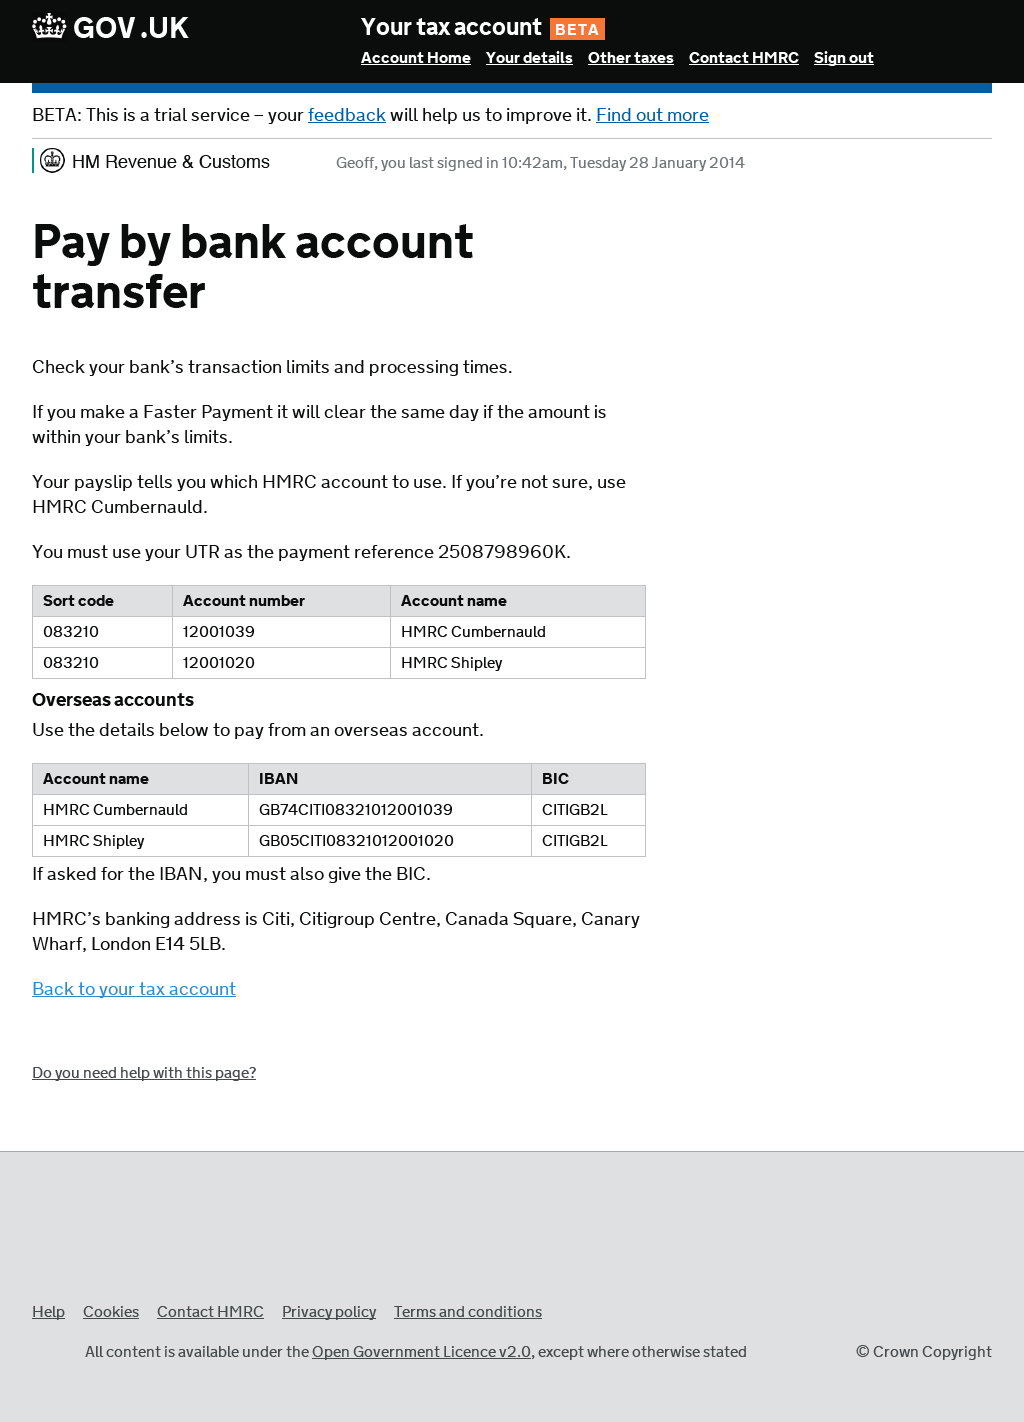 GOV.UK
Your tax account BETA
Account Home Your details Other taxes Contact HMRC Sign out
BETA: This is a trial service – your feedback will help us to improve it. Find out more
HM Revenue & Customs
Geoff, you last signed in 10:42am, Tuesday 28 January 2014
Pay by bank account
transfer
Check your bank’s transaction limits and processing times.
If you make a Faster Payment it will clear the same day if the amount is
within your bank’s limits.
Your payslip tells you which HMRC account to use. If you’re not sure, use
HMRC Cumbernauld.
You must use your UTR as the payment reference 2508798960K.
Sort code Account number Account name
083210 12001039 HMRC Cumbernauld
083210 12001020 HMRC Shipley
Overseas accounts
Use the details below to pay from an overseas account.
Account name IBAN BIC
HMRC Cumbernauld GB74CITI08321012001039 CITIGB2L
HMRC Shipley GB05CITI08321012001020 CITIGB2L
If asked for the IBAN, you must also give the BIC.
HMRC’s banking address is Citi, Citigroup Centre, Canada Square, Canary
Wharf, London E14 5LB.
Back to your tax account
Do you need help with this page?
Help Cookies Contact HMRC Privacy policy Terms and conditions
All content is available under the Open Government Licence v2.0, except where otherwise stated
© Crown Copyright